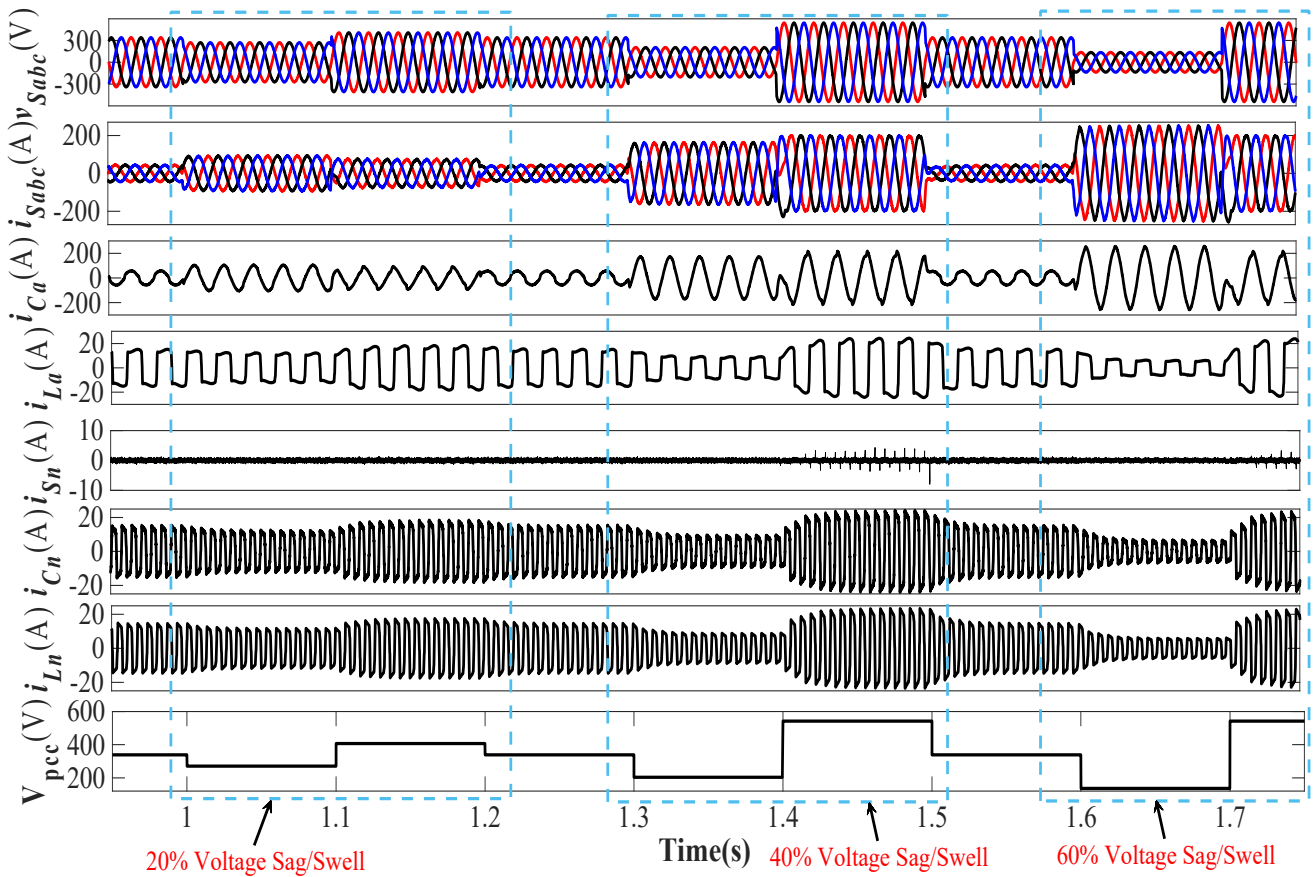 v_Sabc(V)
300
0
-300
i_Sabc(A)
200
0
-200
i_Ca(A)
200
0
-200
i_La(A)
20
0
-20
i_Sn(A)
10
0
-10
i_Cn(A)
20
0
-20
i_Ln(A)
20
0
-20
V_pcc(V)
600
400
200
1 1.1 1.2 1.3 1.4 1.5 1.6 1.7
Time(s)
20% Voltage Sag/Swell
40% Voltage Sag/Swell
60% Voltage Sag/Swell